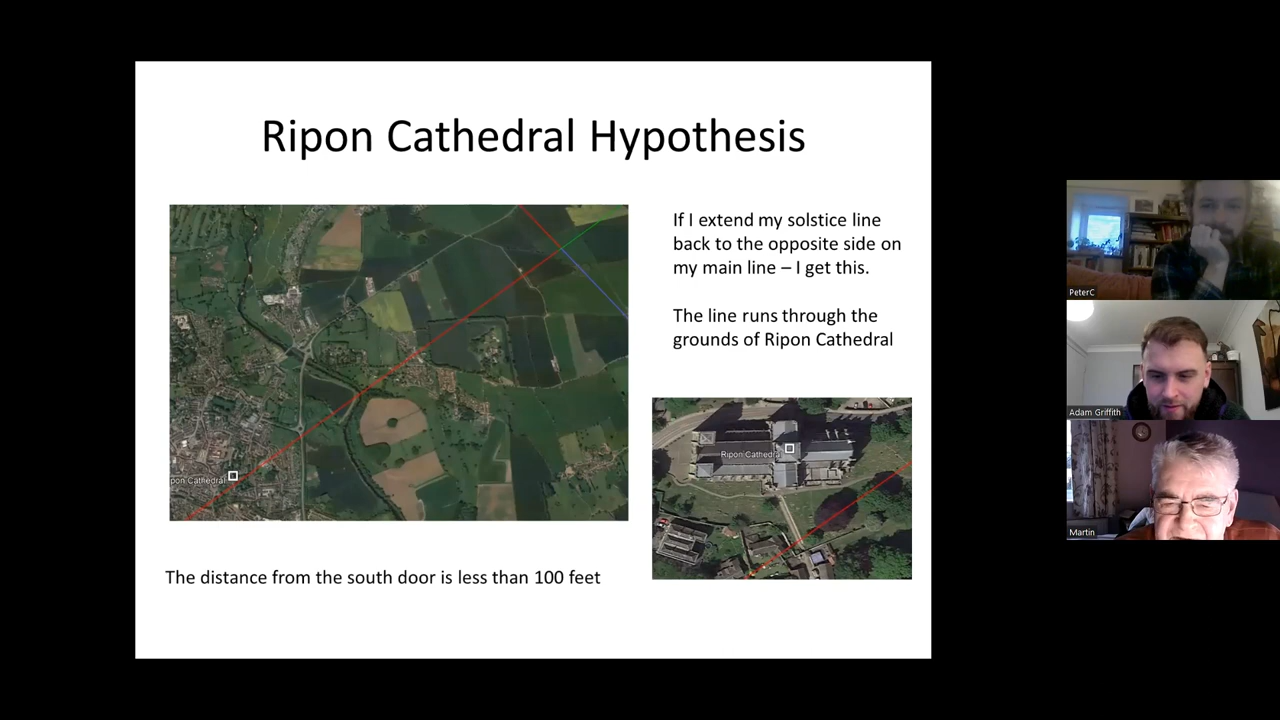 Ripon Cathedral Hypothesis
If I extend my solstice line
back to the opposite side on
my main line – I get this.
The line runs through the
grounds of Ripon Cathedral
pon Cathedral
Ripon Cathedra
The distance from the south door is less than 100 feet
PeterC
Adam Griffith
Martin